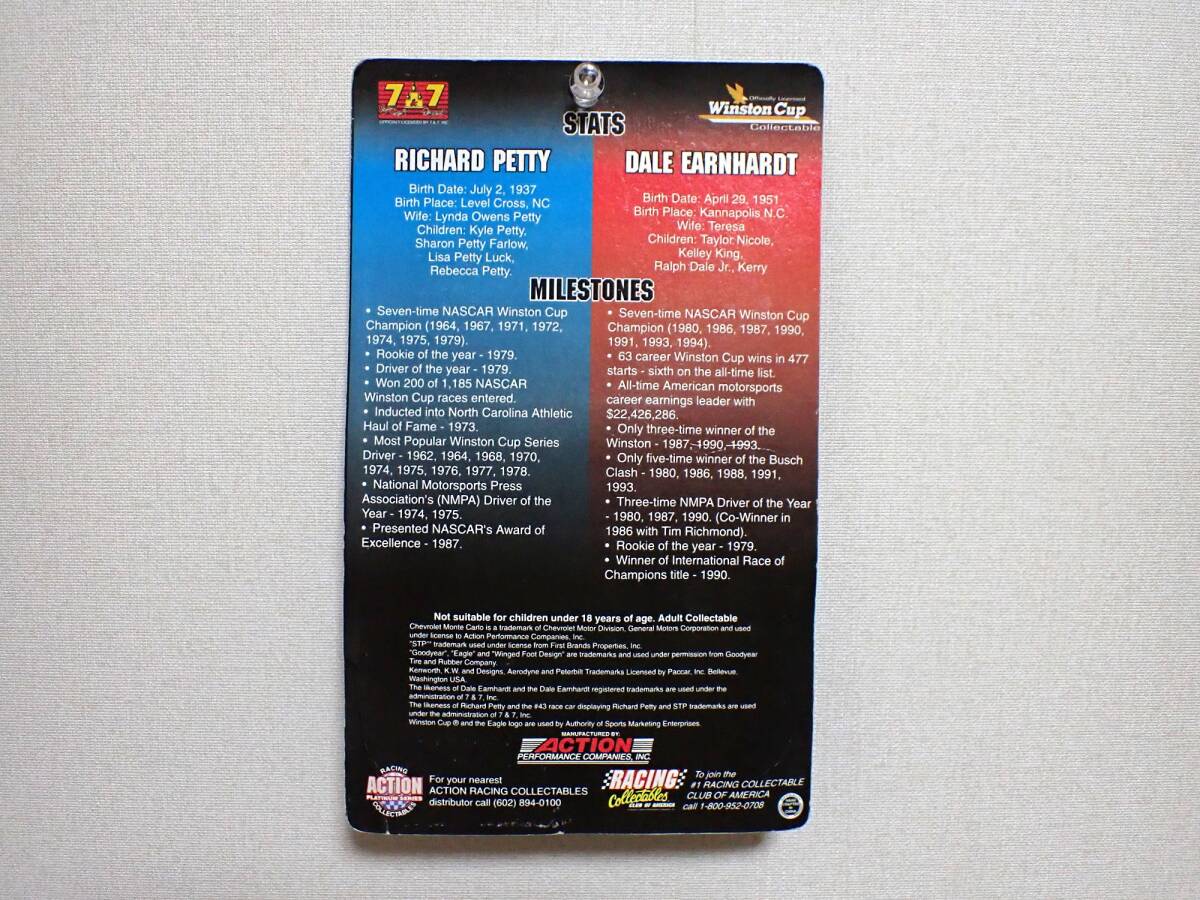 7&7
OFFICIALLY LICENSED BY 7 & 7, INC.
Officially Licensed
Winston Cup
Collectable
STATS
RICHARD PETTY
Birth Date: July 2, 1937
Birth Place: Level Cross, NC
Wife: Lynda Owens Petty
Children: Kyle Petty,
Sharon Petty Farlow,
Lisa Petty Luck,
Rebecca Petty.
DALE EARNHARDT
Birth Date: April 29, 1951
Birth Place: Kannapolis N.C.
Wife: Teresa
Children: Taylor Nicole,
Kelley King,
Ralph Dale Jr., Kerry
MILESTONES
• Seven-time NASCAR Winston Cup
Champion (1964, 1967, 1971, 1972,
1974, 1975, 1979).
• Rookie of the year - 1979.
• Driver of the year - 1979.
• Won 200 of 1,185 NASCAR
Winston Cup races entered.
• Inducted into North Carolina Athletic
Haul of Fame - 1973.
• Most Popular Winston Cup Series
Driver - 1962, 1964, 1968, 1970,
1974, 1975, 1976, 1977, 1978.
• National Motorsports Press
Association's (NMPA) Driver of the
Year - 1974, 1975.
• Presented NASCAR's Award of
Excellence - 1987.
• Seven-time NASCAR Winston Cup
Champion (1980, 1986, 1987, 1990,
1991, 1993, 1994).
• 63 career Winston Cup wins in 477
starts - sixth on the all-time list.
• All-time American motorsports
career earnings leader with
$22,426,286.
• Only three-time winner of the
Winston - 1987, 1990, 1993.
• Only five-time winner of the Busch
Clash - 1980, 1986, 1988, 1991,
1993.
• Three-time NMPA Driver of the Year
- 1980, 1987, 1990. (Co-Winner in
1986 with Tim Richmond).
• Rookie of the year - 1979.
• Winner of International Race of
Champions title - 1990.
Not suitable for children under 18 years of age. Adult Collectable
Chevrolet Monte Carlo is a trademark of Chevrolet Motor Division, General Motors Corporation and used
under license to Action Performance Companies, Inc.
"STP" trademark used under license from First Brands Properties, Inc.
"Goodyear", "Eagle" and "Winged Foot Design" are trademarks and used under permission from Goodyear
Tire and Rubber Company.
Kenworth, K.W. and Designs, Aerodyne and Peterbilt Trademarks Licensed by Paccar, Inc. Bellevue,
Washington USA.
The likeness of Dale Earnhardt and the Dale Earnhardt registered trademarks are used under the
administration of 7 & 7, Inc.
The likeness of Richard Petty and the #43 race car displaying Richard Petty and STP trademarks are used
under the administration of 7 & 7, Inc.
Winston Cup ® and the Eagle logo are used by Authority of Sports Marketing Enterprises.
MANUFACTURED BY:
ACTION
PERFORMANCE COMPANIES, INC.
RACING
ACTION
PLATINUM SERIES
COLLECTABLES
For your nearest
ACTION RACING COLLECTABLES
distributor call (602) 894-0100
RACING
Collectables
CLUB OF AMERICA
To join the
#1 RACING COLLECTABLE
CLUB OF AMERICA
call 1-800-952-0708